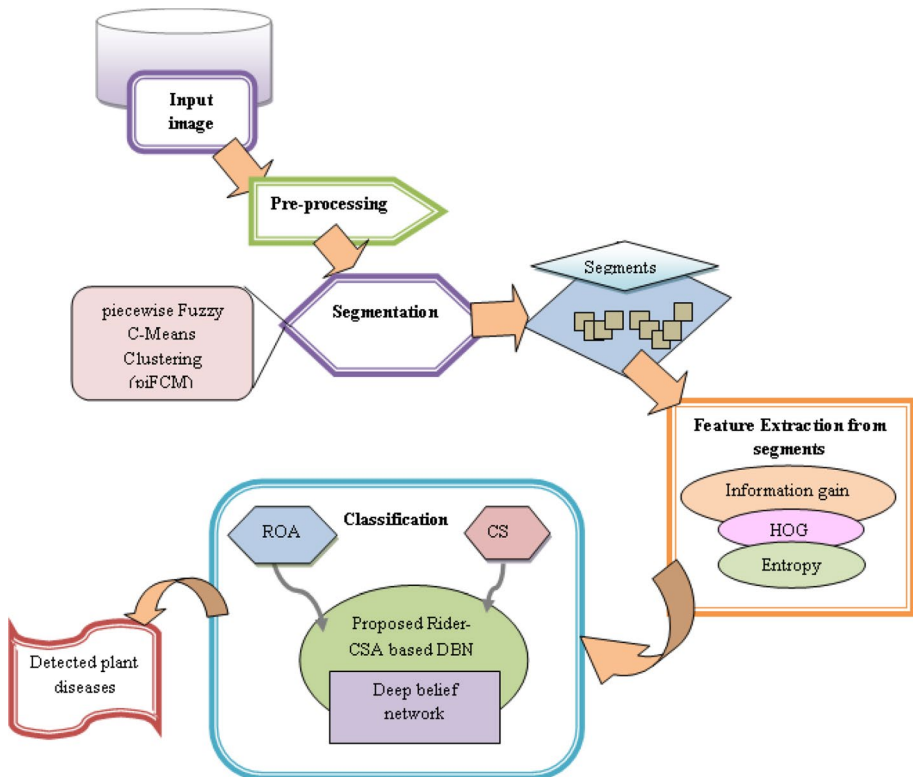 Input
image
Pre-processing
Segmentation
piecewise Fuzzy
C-Means
Clustering
(piFCM)
Segments
Feature Extraction from
segments
Information gain
HOG
Entropy
Classification
ROA
CS
Proposed Rider-
CSA based DBN
Deep belief
network
Detected plant
diseases